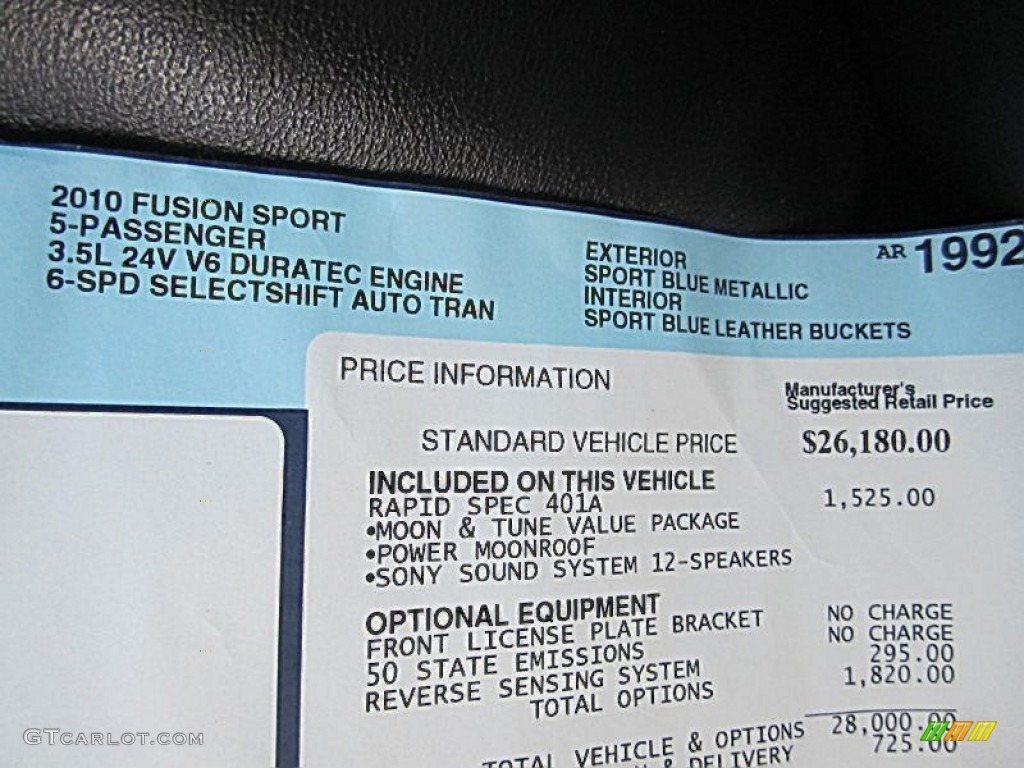 2010 FUSION SPORT
5-PASSENGER
3.5L 24V V6 DURATEC ENGINE
6-SPD SELECTSHIFT AUTO TRAN
EXTERIOR
SPORT BLUE METALLIC
INTERIOR
SPORT BLUE LEATHER BUCKETS
AR 1992
PRICE INFORMATION
Manufacturer's
Suggested Retail Price
STANDARD VEHICLE PRICE $26,180.00
INCLUDED ON THIS VEHICLE
RAPID SPEC 401A 1,525.00
•MOON & TUNE VALUE PACKAGE
•POWER MOONROOF
•SONY SOUND SYSTEM 12-SPEAKERS
OPTIONAL EQUIPMENT
FRONT LICENSE PLATE BRACKET NO CHARGE
50 STATE EMISSIONS NO CHARGE
REVERSE SENSING SYSTEM 295.00
TOTAL OPTIONS 1,820.00
TOTAL VEHICLE & OPTIONS 28,000.00
& DELIVERY 725.00
GTCARLOT.COM